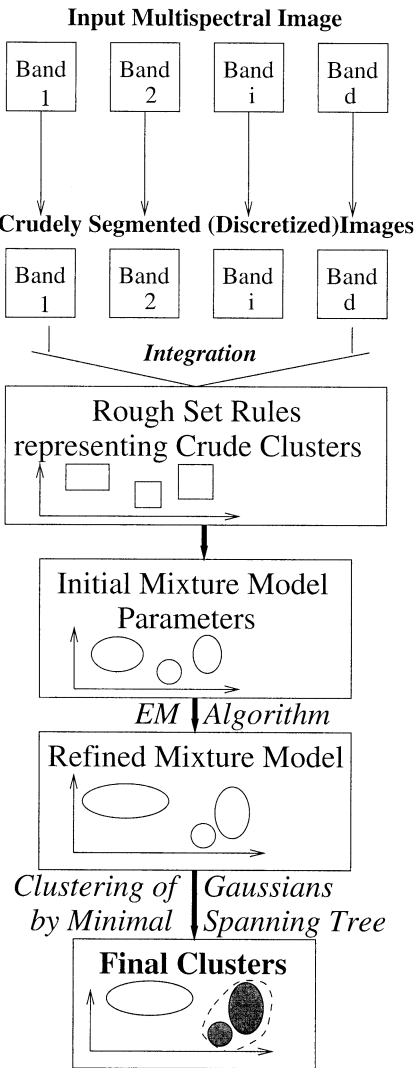 Input Multispectral Image
Band 1
Band 2
Band i
Band d
Crudely Segmented (Discretized)Images
Band 1
Band 2
Band i
Band d
Integration
Rough Set Rules
representing Crude Clusters
Initial Mixture Model
Parameters
EM Algorithm
Refined Mixture Model
Clustering of Gaussians
by Minimal Spanning Tree
Final Clusters